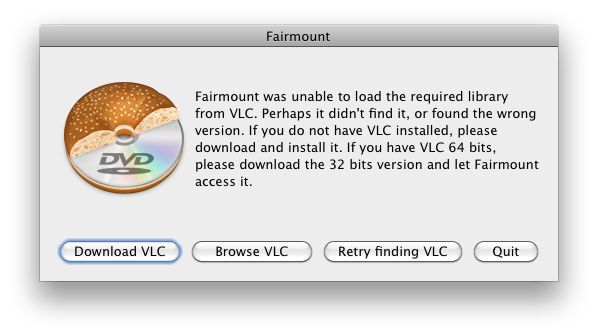 Fairmount
Fairmount was unable to load the required library
from VLC. Perhaps it didn't find it, or found the wrong
version. If you do not have VLC installed, please
download and install it. If you have VLC 64 bits,
please download the 32 bits version and let Fairmount
access it.
DVD
Download VLC
Browse VLC
Retry finding VLC
Quit